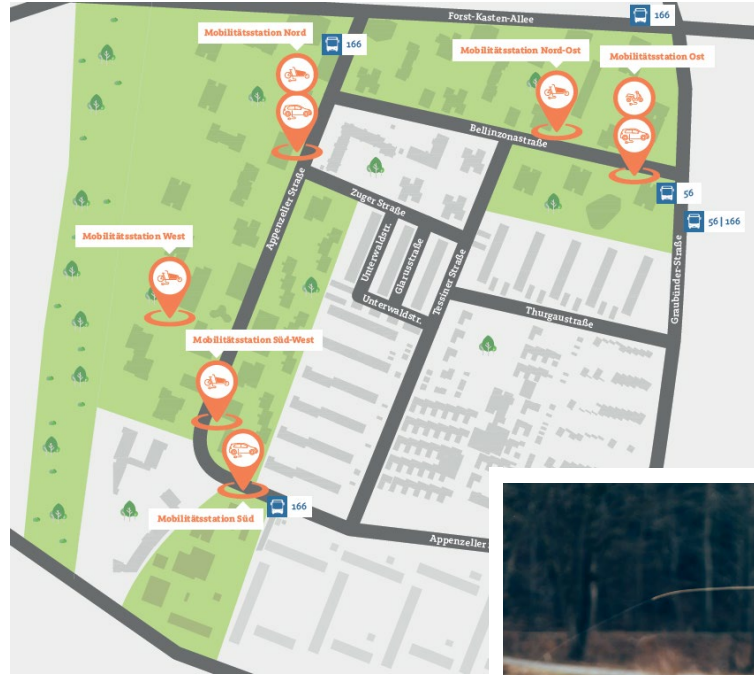 Forst-Kasten-Allee
166
Mobilitätsstation Nord
166
Mobilitätsstation Nord-Ost
Mobilitätsstation Ost
Bellinzonastraße
56
56 | 166
Zuger Straße
Appenzeller Straße
Unterwaldstr.
Glarusstraße
Tessiner Straße
Graubünder-Straße
Mobilitätsstation West
Unterwaldstr.
Thurgaustraße
Mobilitätsstation Süd-West
166
Mobilitätsstation Süd
Appenzeller